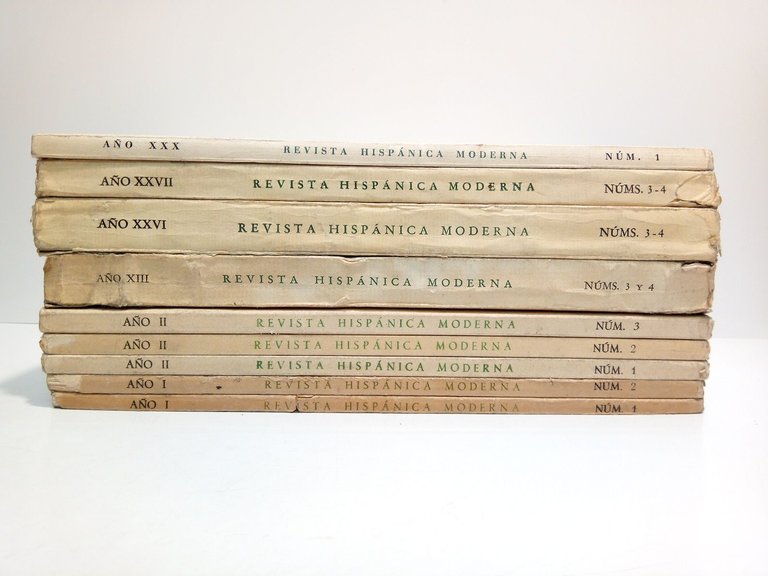 AÑO XXX REVISTA HISPÁNICA MODERNA NÚM. 1
AÑO XXVII REVISTA HISPÁNICA MODERNA NÚMS. 3-4
AÑO XXVI REVISTA HISPÁNICA MODERNA NÚMS. 3-4
AÑO XIII REVISTA HISPÁNICA MODERNA NÚMS. 3 Y 4
AÑO II REVISTA HISPÁNICA MODERNA NÚM. 3
AÑO II REVISTA HISPÁNICA MODERNA NÚM. 2
AÑO II REVISTA HISPÁNICA MODERNA NÚM. 1
AÑO I REVISTA HISPÁNICA MODERNA NÚM. 2
AÑO I REVISTA HISPÁNICA MODERNA NÚM. 1